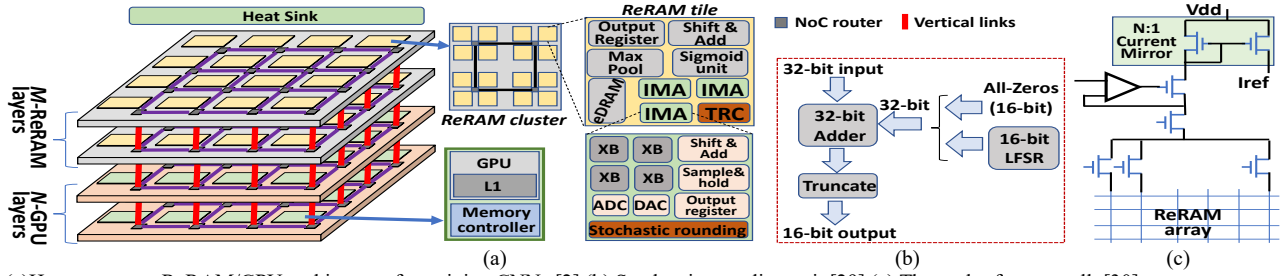 Heat Sink
M-ReRAM
layers
N-GPU
layers
ReRAM cluster
GPU
L1
Memory
controller
ReRAM tile
Output
Register
Shift &
Add
Max
Pool
Sigmoid
unit
eDRAM
IMA
IMA
IMA
TRC
XB
XB
Shift &
Add
XB
XB
Sample&
hold
ADC
DAC
Output
register
Stochastic rounding
(a)
NoC router
Vertical links
32-bit input
32-bit
Adder
32-bit
All-Zeros
(16-bit)
16-bit
LFSR
Truncate
16-bit output
(b)
(c)
Vdd
N:1
Current
Mirror
Iref
ReRAM
array